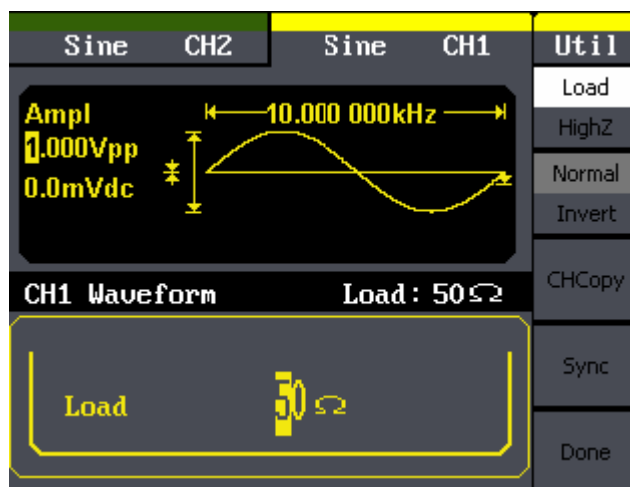 Sine CH2 Sine CH1 Util
Ampl
10.000 000kHz
1.000Vpp
0.0mVdc
CH1 Waveform Load: 50Ω
Load 50 Ω
Load
HighZ
Normal
Invert
CHCopy
Sync
Done